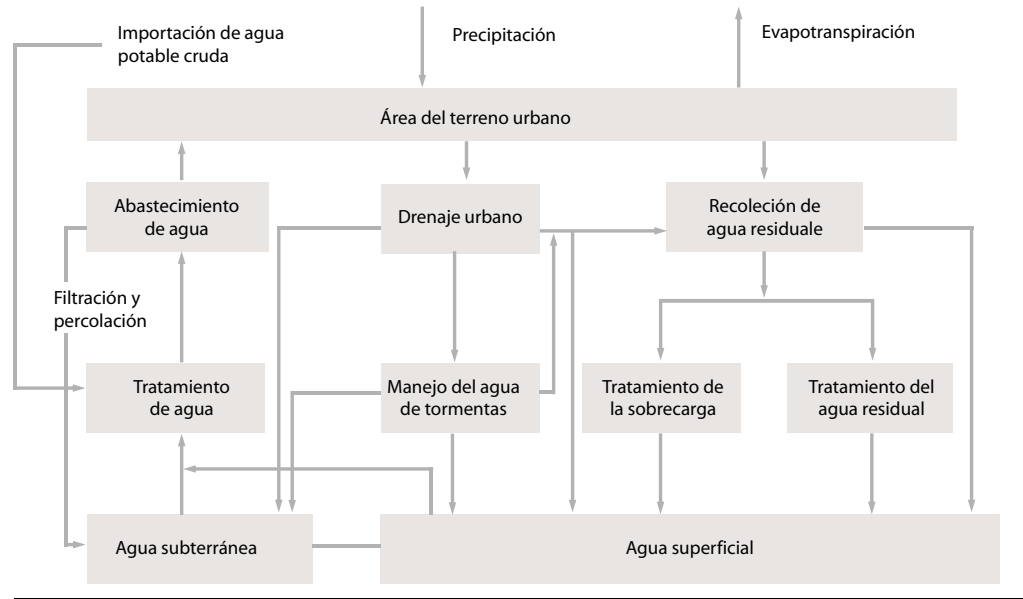 Importación de agua
potable cruda
Precipitación
Evapotranspiración
Área del terreno urbano
Abastecimiento
de agua
Drenaje urbano
Recoleción de
agua residuale
Filtración y
percolación
Tratamiento
de agua
Manejo del agua
de tormentas
Tratamiento de
la sobrecarga
Tratamiento del
agua residual
Agua subterránea
Agua superficial